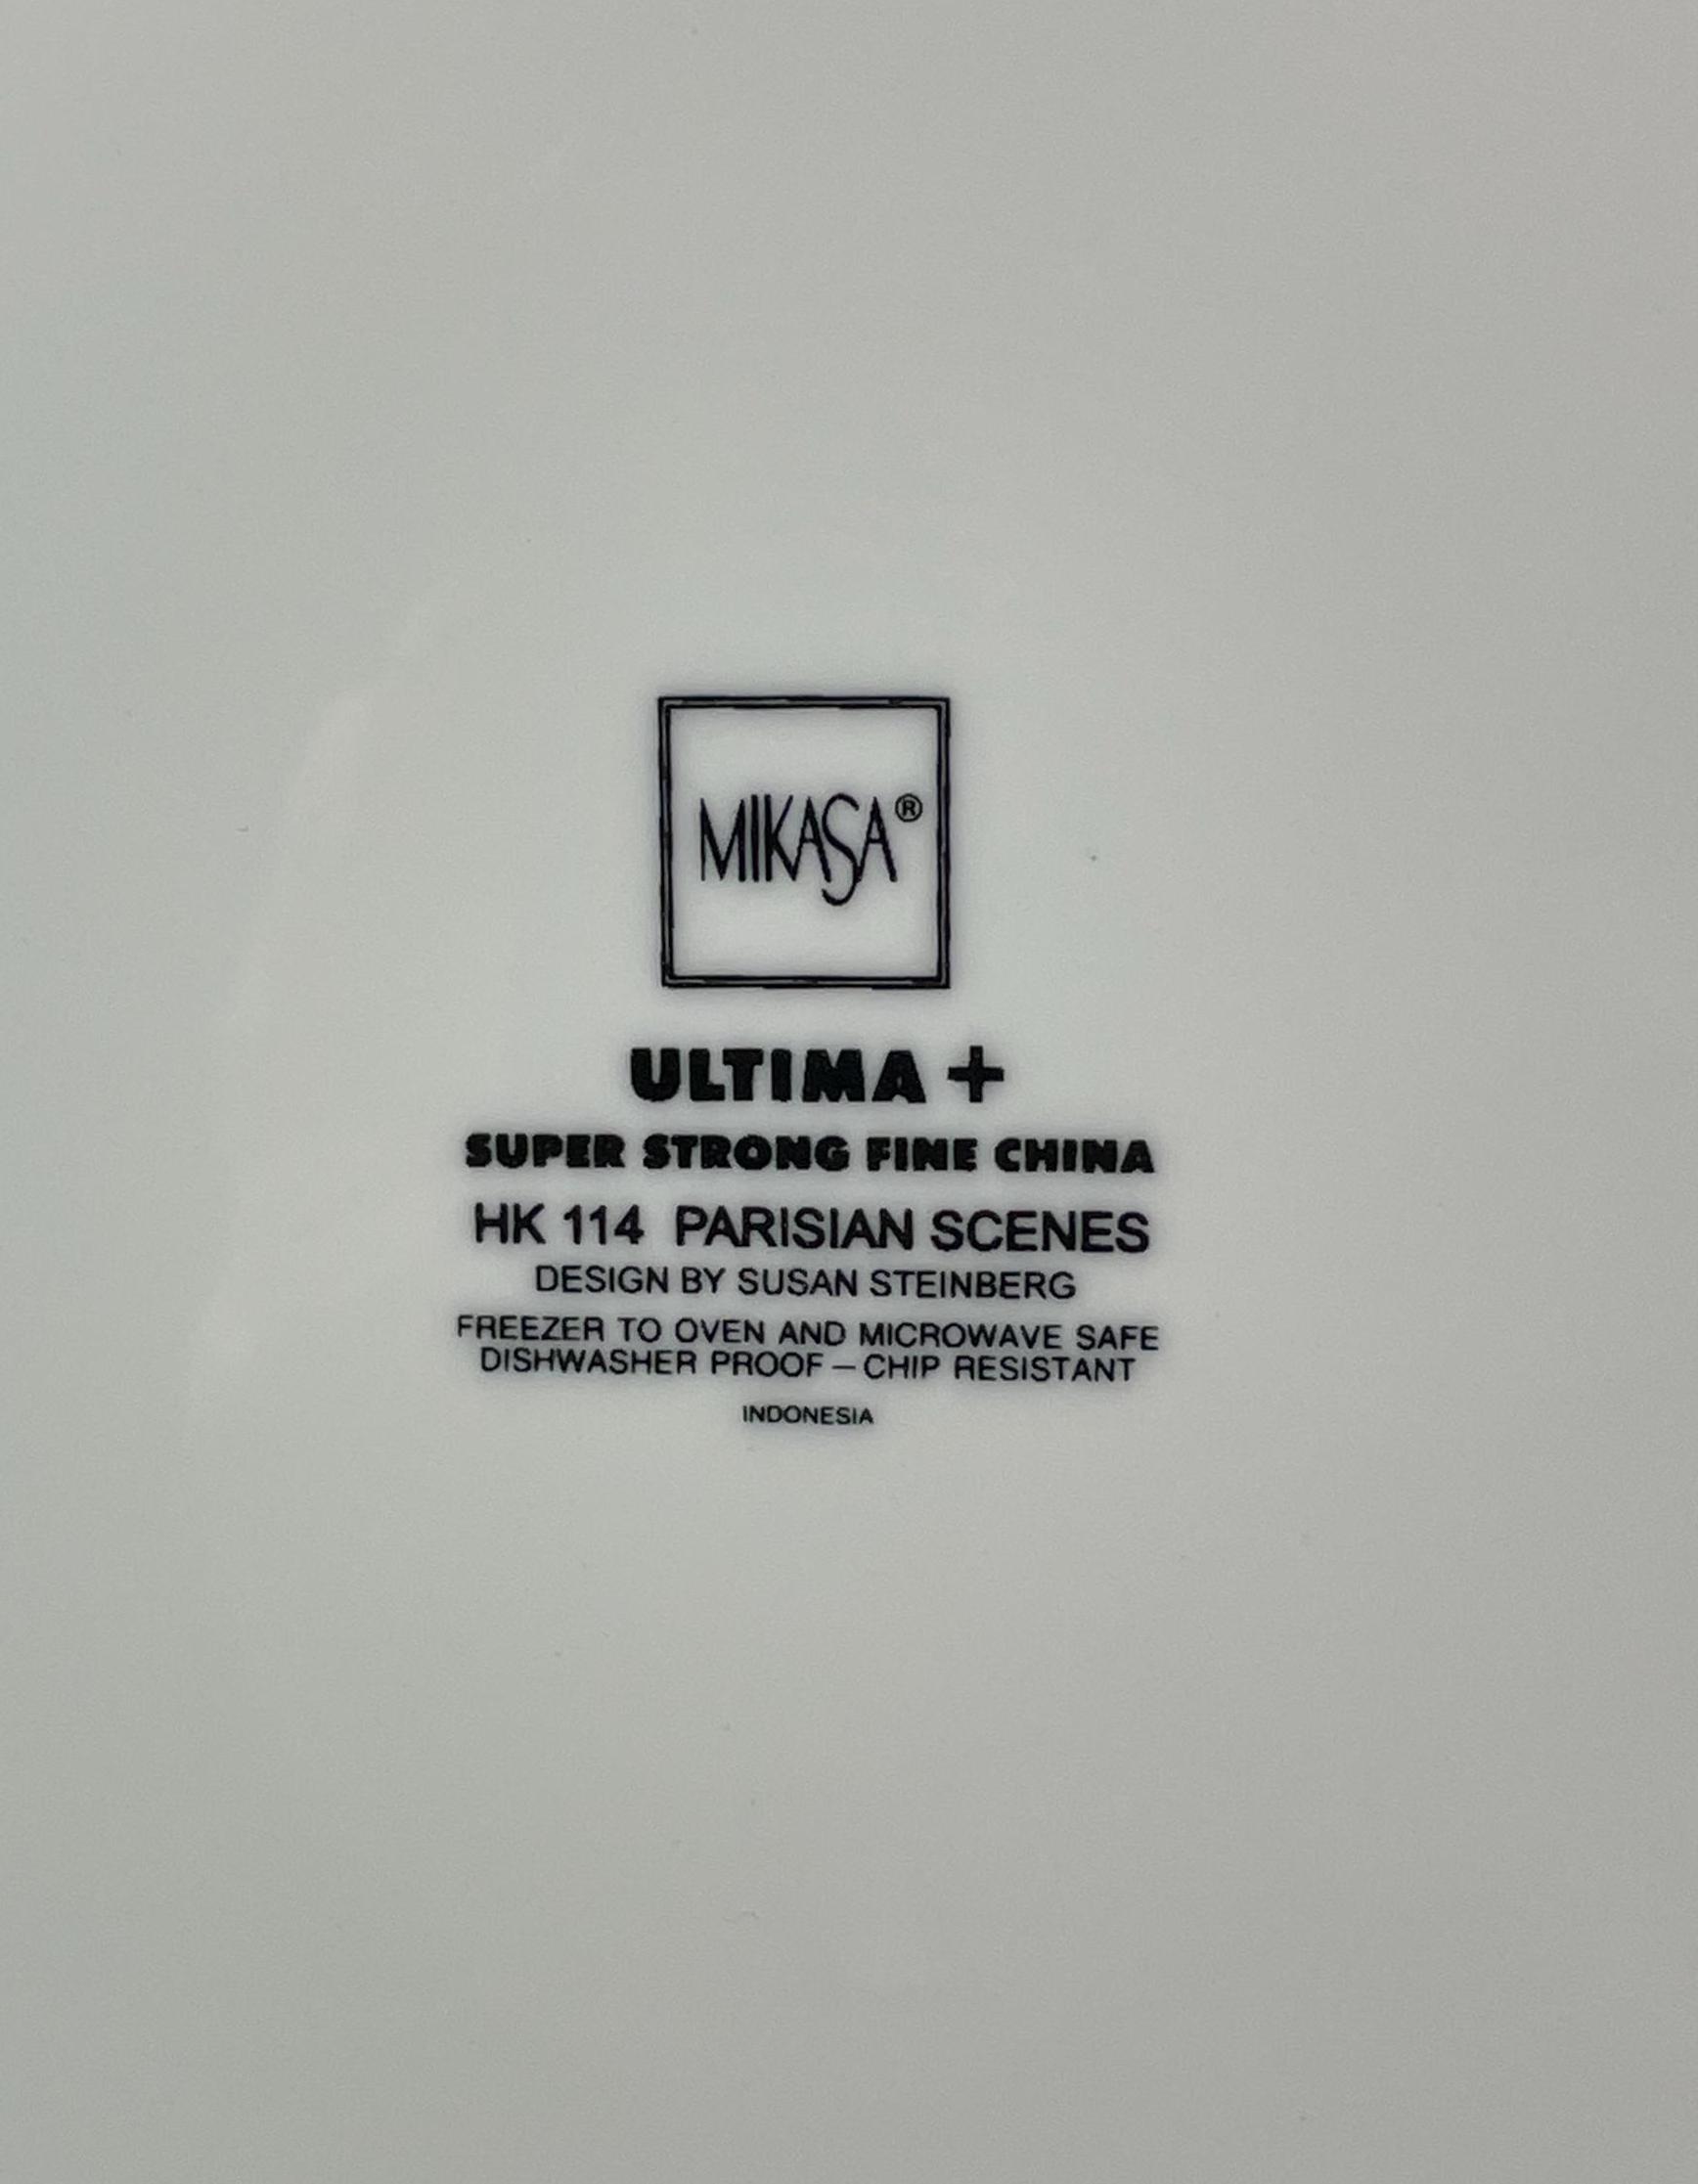 MIKASA®
ULTIMA +
SUPER STRONG FINE CHINA
HK 114 PARISIAN SCENES
DESIGN BY SUSAN STEINBERG
FREEZER TO OVEN AND MICROWAVE SAFE
DISHWASHER PROOF – CHIP RESISTANT
INDONESIA